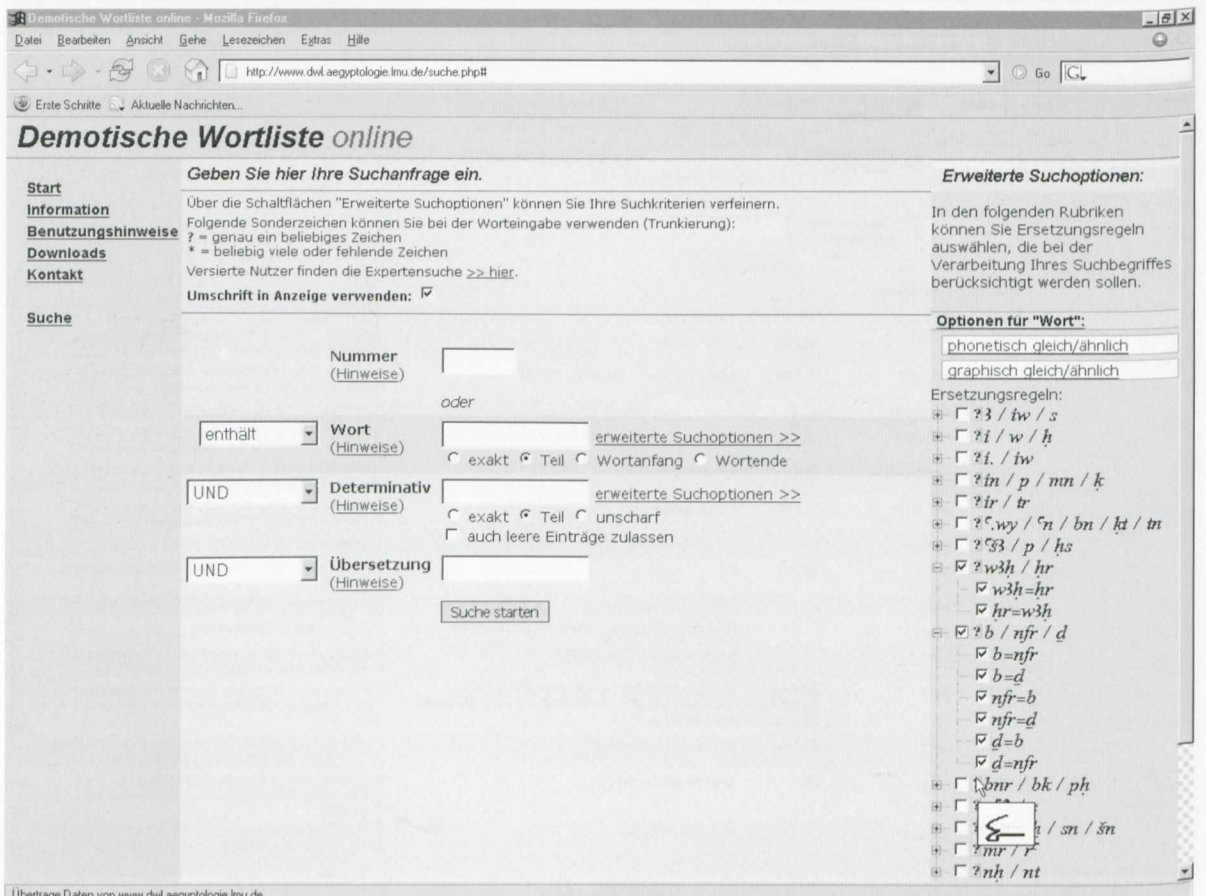 Demotische Wortliste online - Mozilla Firefox
Datei Bearbeiten Ansicht Gehe Lesezeichen Extras Hilfe
http://www.dwl.aegyptologie.lmu.de/suche.php#
Go
Erste Schritte Aktuelle Nachrichten...
Demotische Wortliste online
Start
Information
Benutzungshinweise
Downloads
Kontakt
Suche
Geben Sie hier Ihre Suchanfrage ein.
Über die Schaltflächen "Erweiterte Suchoptionen" können Sie Ihre Suchkriterien verfeinern.
Folgende Sonderzeichen können Sie bei der Worteingabe verwenden (Trunkierung):
? = genau ein beliebiges Zeichen
* = beliebig viele oder fehlende Zeichen
Versierte Nutzer finden die Expertensuche >> hier.
Umschrift in Anzeige verwenden:
Nummer
(Hinweise)
oder
enthält Wort
(Hinweise) erweiterte Suchoptionen >>
exakt Teil Wortanfang Wortende
UND Determinativ
(Hinweise) erweiterte Suchoptionen >>
exakt Teil unscharf
auch leere Einträge zulassen
UND Übersetzung
(Hinweise)
Suche starten
Erweiterte Suchoptionen:
In den folgenden Rubriken
können Sie Ersetzungsregeln
auswählen, die bei der
Verarbeitung Ihres Suchbegriffes
berücksichtigt werden sollen.
Optionen für "Wort":
phonetisch gleich/ähnlich
graphisch gleich/ähnlich
Ersetzungsregeln:
? ꜣ / iw / s
? i / w / ḥ
? i. / iw
? in / p / mn / ḳ
? ir / tr
? ꜥ.wy / ꜥn / bn / ḳt / tn
? ꜥšꜣ / p / ḥs
? wꜣḥ / ḥr
wꜣḥ=ḥr
ḥr=wꜣḥ
? b / nfr / ḏ
b=nfr
b=ḏ
nfr=b
nfr=ḏ
ḏ=b
ḏ=nfr
bnr / bk / pḥ
/ sn / šn
? mr / r
? nḥ / nt
Übertrage Daten von www.dwl.aegyptologie.lmu.de